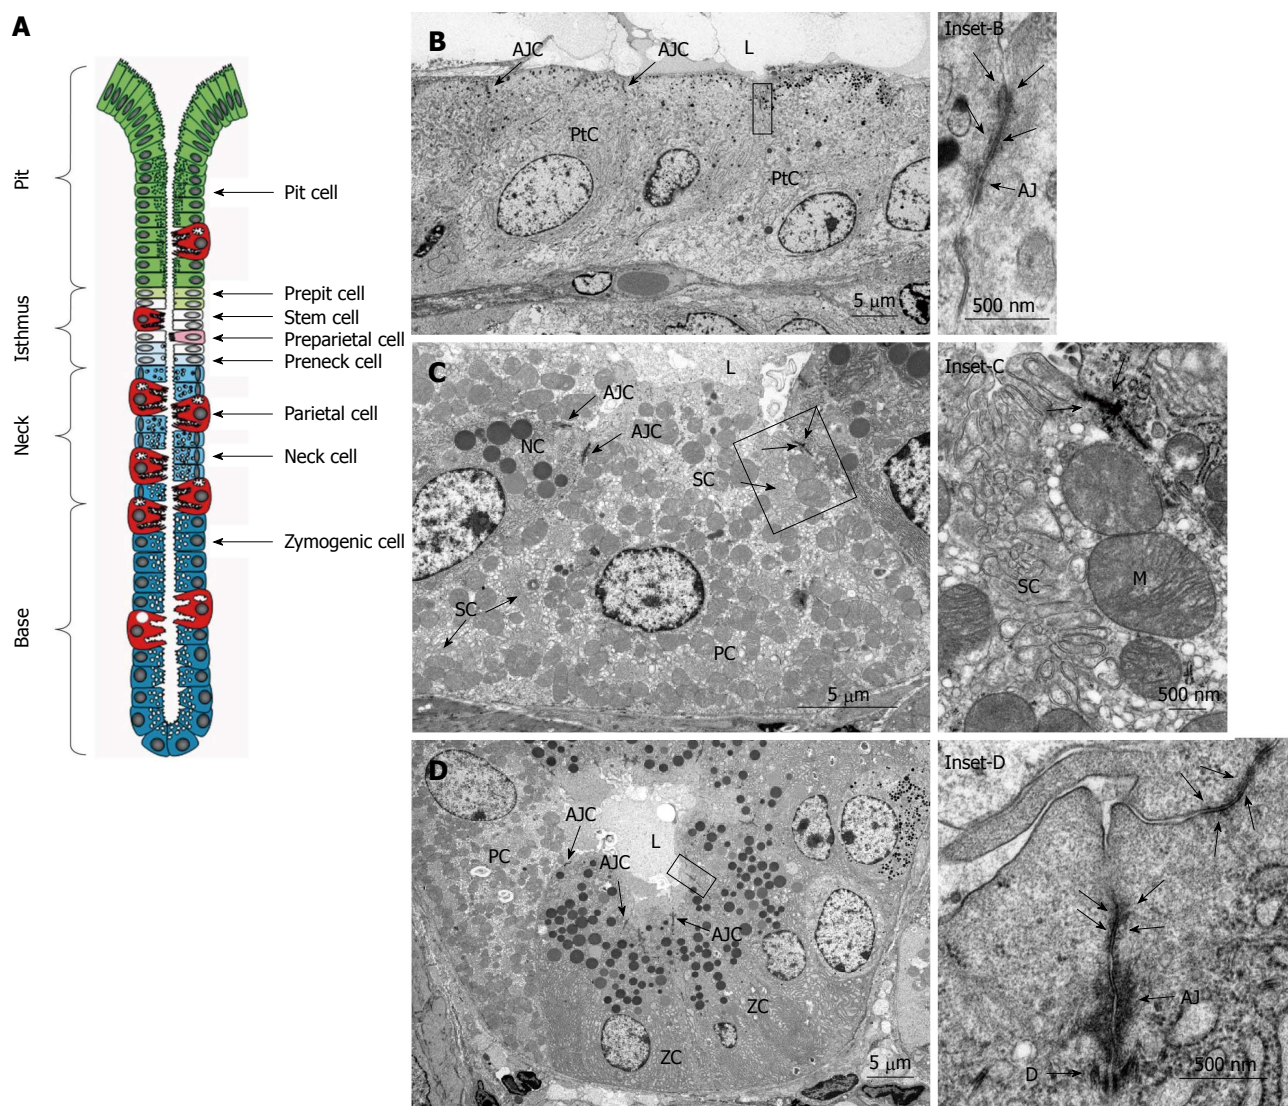 A
Pit
Isthmus
Neck
Base
Pit cell
Prepit cell
Stem cell
Preparietal cell
Preneck cell
Parietal cell
Neck cell
Zymogenic cell
B
AJC
AJC
L
PtC
PtC
5 μm
Inset-B
AJ
500 nm
C
L
AJC
AJC
NC
SC
SC
PC
5 μm
Inset-C
SC
M
500 nm
D
AJC
L
PC
AJC
AJC
ZC
ZC
5 μm
Inset-D
AJ
D
500 nm